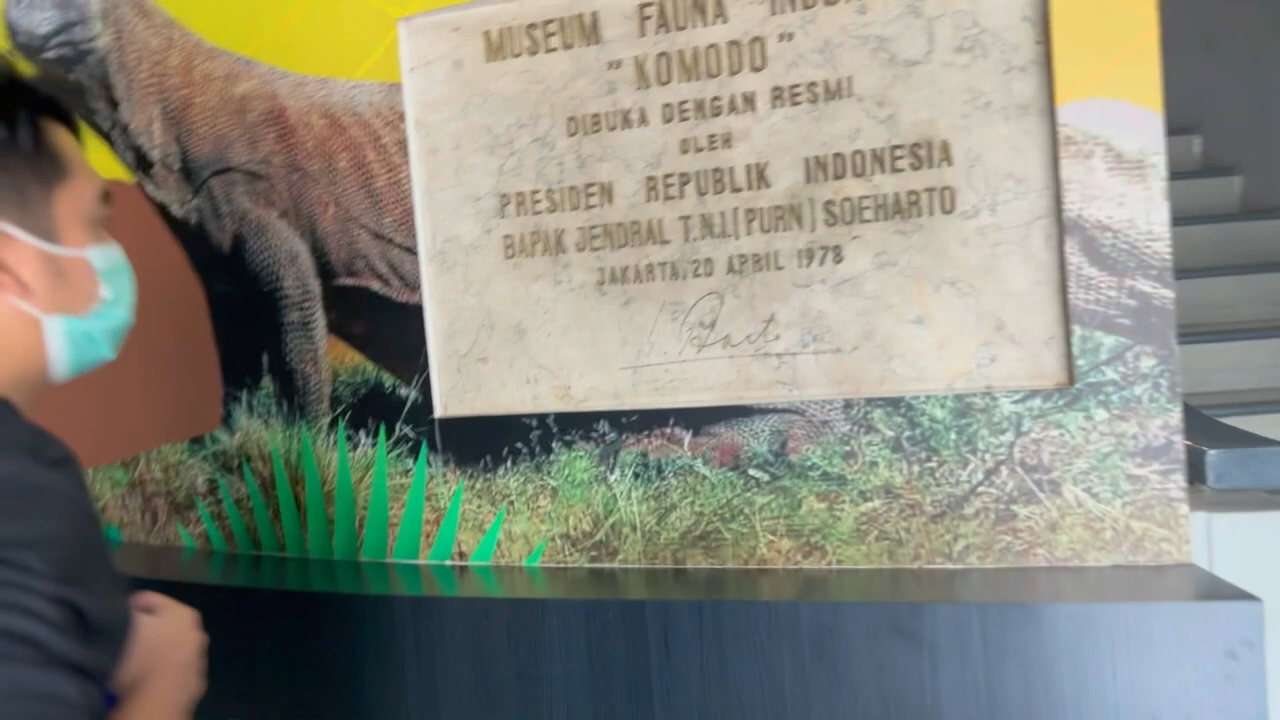 MUSEUM FAUNA
"KOMODO"
DIBUKA DENGAN RESMI
OLEH
PRESIDEN REPUBLIK INDONESIA
BAPAK JENDRAL T.N.I.[PURN] SOEHARTO
JAKARTA, 20 APRIL 1978